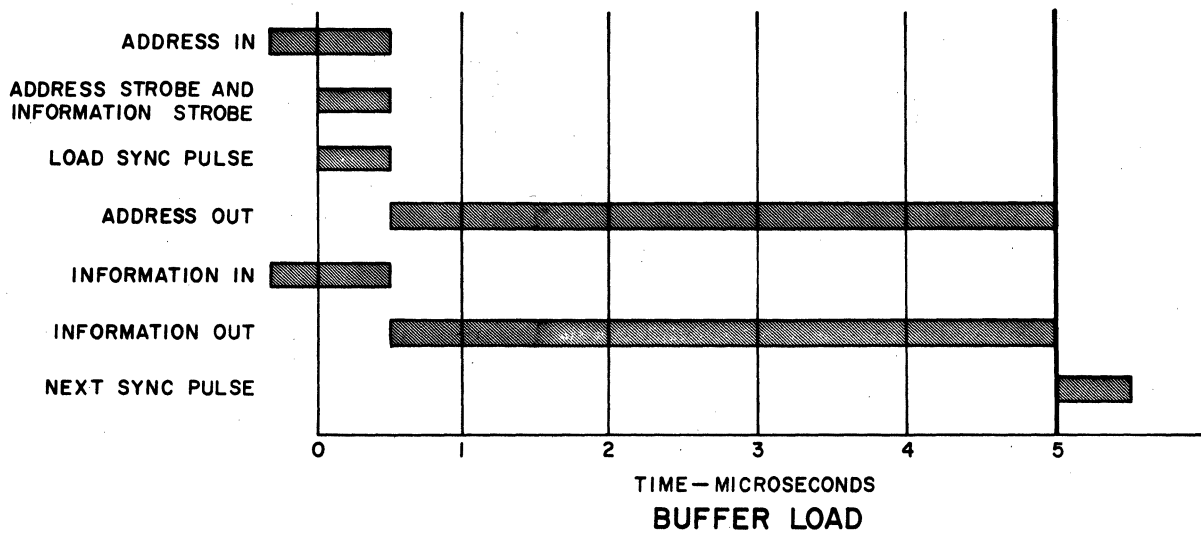 ADDRESS IN
ADDRESS STROBE AND
INFORMATION STROBE
LOAD SYNC PULSE
ADDRESS OUT
INFORMATION IN
INFORMATION OUT
NEXT SYNC PULSE
0 1 2 3 4 5
TIME—MICROSECONDS
BUFFER LOAD